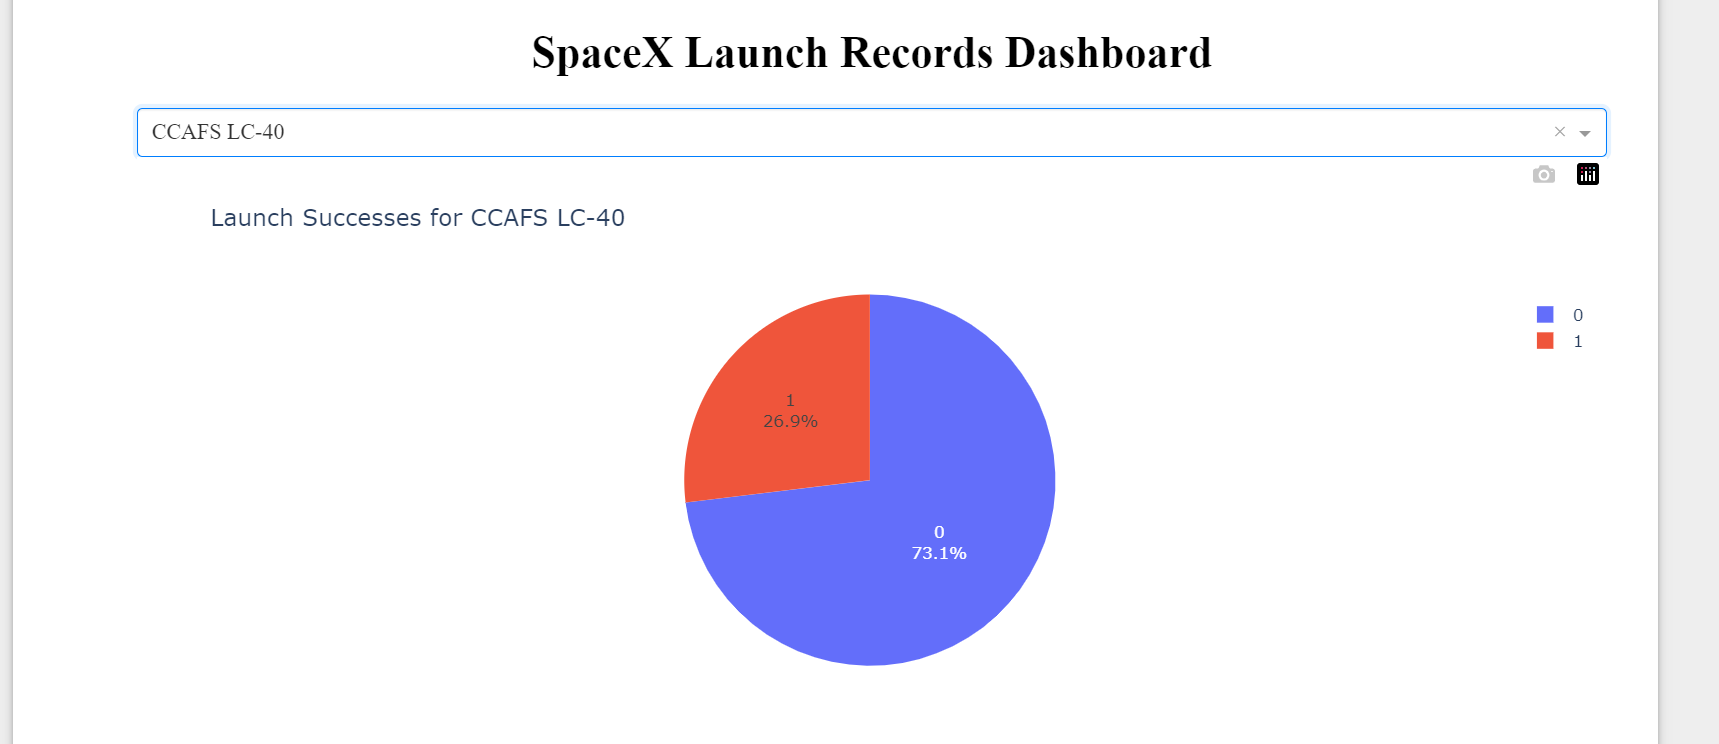 SpaceX Launch Records Dashboard
CCAFS LC-40
Launch Successes for CCAFS LC-40
0
1
1
26.9%
0
73.1%